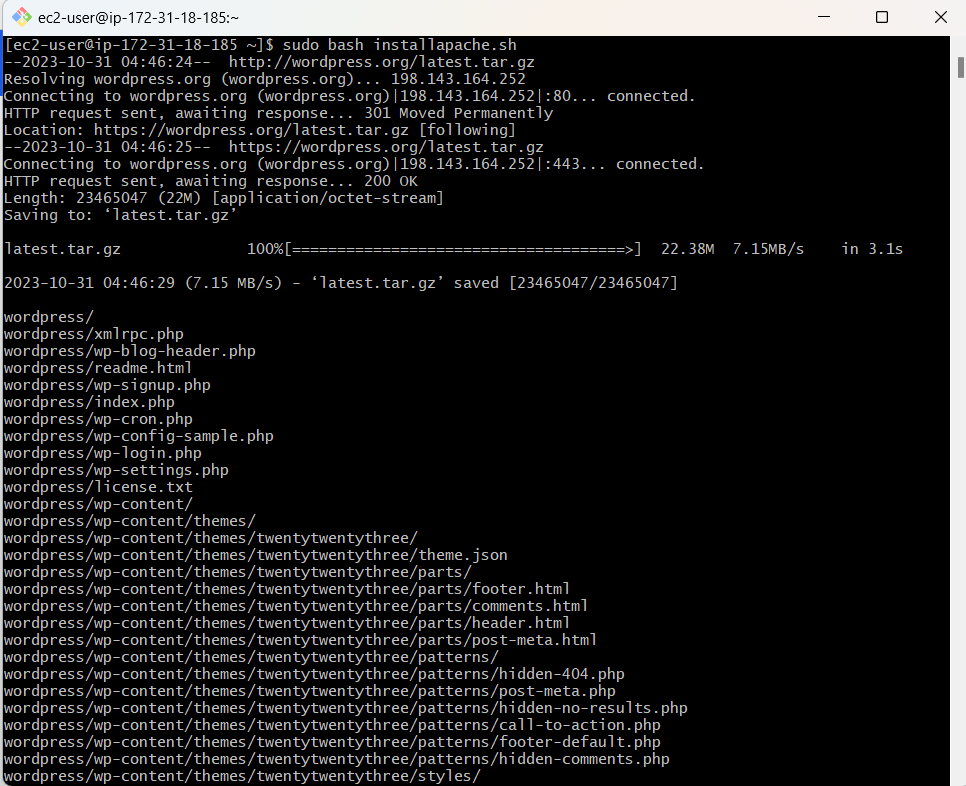 ec2-user@ip-172-31-18-185:~
[ec2-user@ip-172-31-18-185 ~]$ sudo bash installapache.sh
--2023-10-31 04:46:24--  http://wordpress.org/latest.tar.gz
Resolving wordpress.org (wordpress.org)... 198.143.164.252
Connecting to wordpress.org (wordpress.org)|198.143.164.252|:80... connected.
HTTP request sent, awaiting response... 301 Moved Permanently
Location: https://wordpress.org/latest.tar.gz [following]
--2023-10-31 04:46:25--  https://wordpress.org/latest.tar.gz
Connecting to wordpress.org (wordpress.org)|198.143.164.252|:443... connected.
HTTP request sent, awaiting response... 200 OK
Length: 23465047 (22M) [application/octet-stream]
Saving to: ‘latest.tar.gz’
latest.tar.gz              100%[=====================================>]  22.38M  7.15MB/s    in 3.1s
2023-10-31 04:46:29 (7.15 MB/s) - ‘latest.tar.gz’ saved [23465047/23465047]
wordpress/
wordpress/xmlrpc.php
wordpress/wp-blog-header.php
wordpress/readme.html
wordpress/wp-signup.php
wordpress/index.php
wordpress/wp-cron.php
wordpress/wp-config-sample.php
wordpress/wp-login.php
wordpress/wp-settings.php
wordpress/license.txt
wordpress/wp-content/
wordpress/wp-content/themes/
wordpress/wp-content/themes/twentytwentythree/
wordpress/wp-content/themes/twentytwentythree/theme.json
wordpress/wp-content/themes/twentytwentythree/parts/
wordpress/wp-content/themes/twentytwentythree/parts/footer.html
wordpress/wp-content/themes/twentytwentythree/parts/comments.html
wordpress/wp-content/themes/twentytwentythree/parts/header.html
wordpress/wp-content/themes/twentytwentythree/parts/post-meta.html
wordpress/wp-content/themes/twentytwentythree/patterns/
wordpress/wp-content/themes/twentytwentythree/patterns/hidden-404.php
wordpress/wp-content/themes/twentytwentythree/patterns/post-meta.php
wordpress/wp-content/themes/twentytwentythree/patterns/hidden-no-results.php
wordpress/wp-content/themes/twentytwentythree/patterns/call-to-action.php
wordpress/wp-content/themes/twentytwentythree/patterns/footer-default.php
wordpress/wp-content/themes/twentytwentythree/patterns/hidden-comments.php
wordpress/wp-content/themes/twentytwentythree/styles/